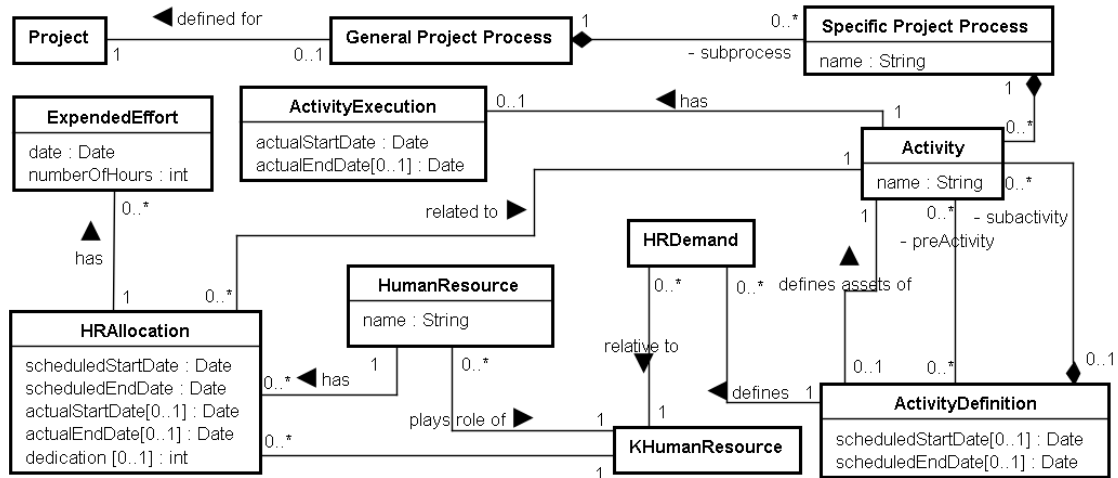 ◀ defined for
Project
1
0..1
General Project Process
1
0..*
- subprocess
Specific Project Process
name : String
1
0..*
ExpendedEffort
date : Date
numberOfHours : int
0..*
▲
has
1
ActivityExecution
actualStartDate : Date
actualEndDate[0..1] : Date
0..1
◀ has
1
Activity
name : String
1
related to ▶
0..*
0..*
- subactivity
1
0..*
- preActivity
▲
defines assets of
HRDemand
0..*
0..*
HumanResource
name : String
HRAllocation
scheduledStartDate : Date
scheduledEndDate : Date
actualStartDate[0..1] : Date
actualEndDate[0..1] : Date
dedication [0..1] : int
1
0..*
◀ has
0..*
plays role of ▶
1
relative to
▼
1
◀ defines
1
0..1
0..*
0..1
ActivityDefinition
scheduledStartDate[0..1] : Date
scheduledEndDate[0..1] : Date
0..*
1
KHumanResource